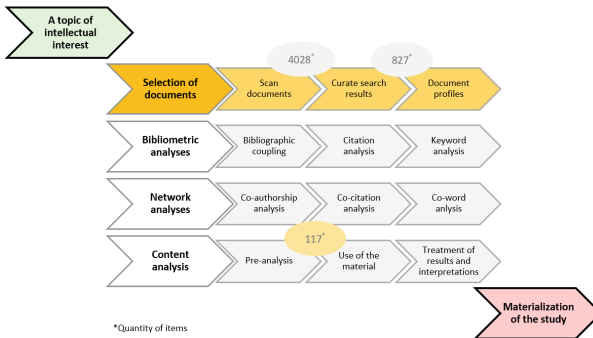 A topic of
intellectual
interest
4028*
827*
Selection of
documents
Scan
documents
Curate search
results
Document
profiles
Bibliometric
analyses
Bibliographic
coupling
Citation
analysis
Keyword
analysis
Network
analyses
Co-authorship
analysis
Co-citation
analysis
Co-word
anlysis
117*
Content
analysis
Pre-analysis
Use of the
material
Treatment of
results and
interpretations
Materialization
of the study
*Quantity of items